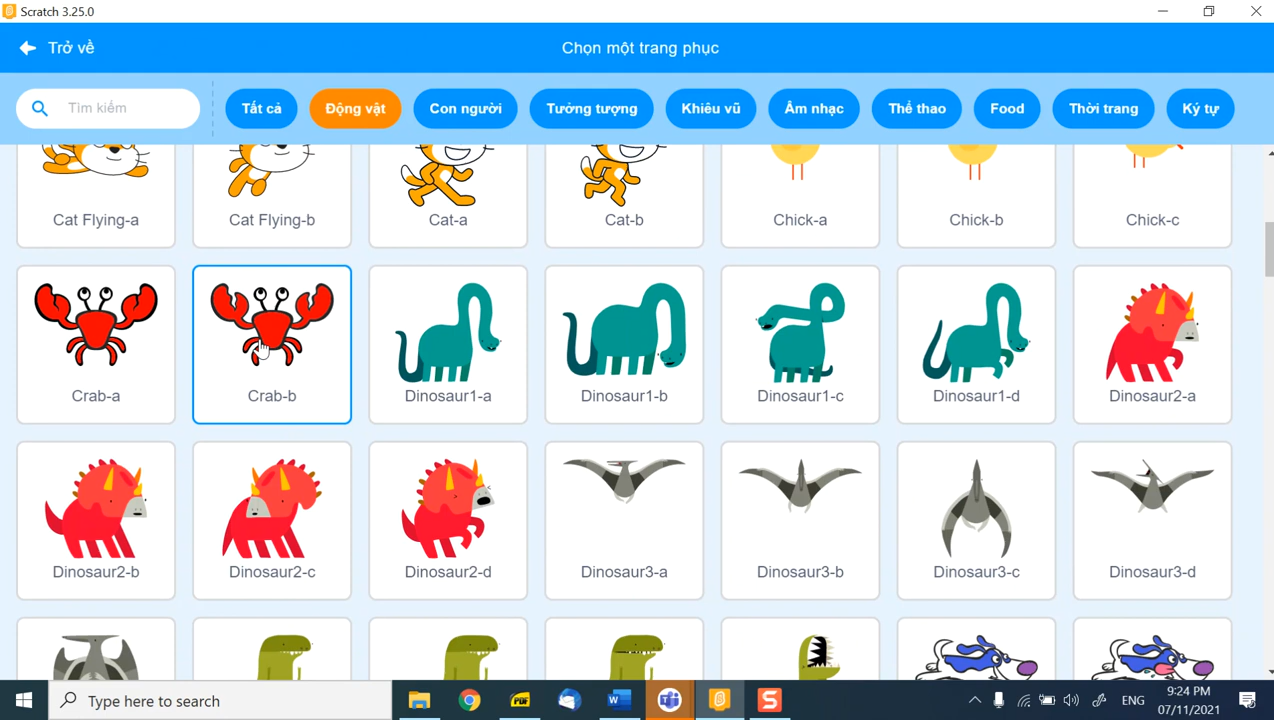 Scratch 3.25.0
Trở về
Chọn một trang phục
Tìm kiếm
Tất cả
Động vật
Con người
Tưởng tượng
Khiêu vũ
Âm nhạc
Thể thao
Food
Thời trang
Ký tự
Cat Flying-a
Cat Flying-b
Cat-a
Cat-b
Chick-a
Chick-b
Chick-c
Crab-a
Crab-b
Dinosaur1-a
Dinosaur1-b
Dinosaur1-c
Dinosaur1-d
Dinosaur2-a
Dinosaur2-b
Dinosaur2-c
Dinosaur2-d
Dinosaur3-a
Dinosaur3-b
Dinosaur3-c
Dinosaur3-d
Type here to search
PDF
W
T
S
ENG
9:24 PM
07/11/2021